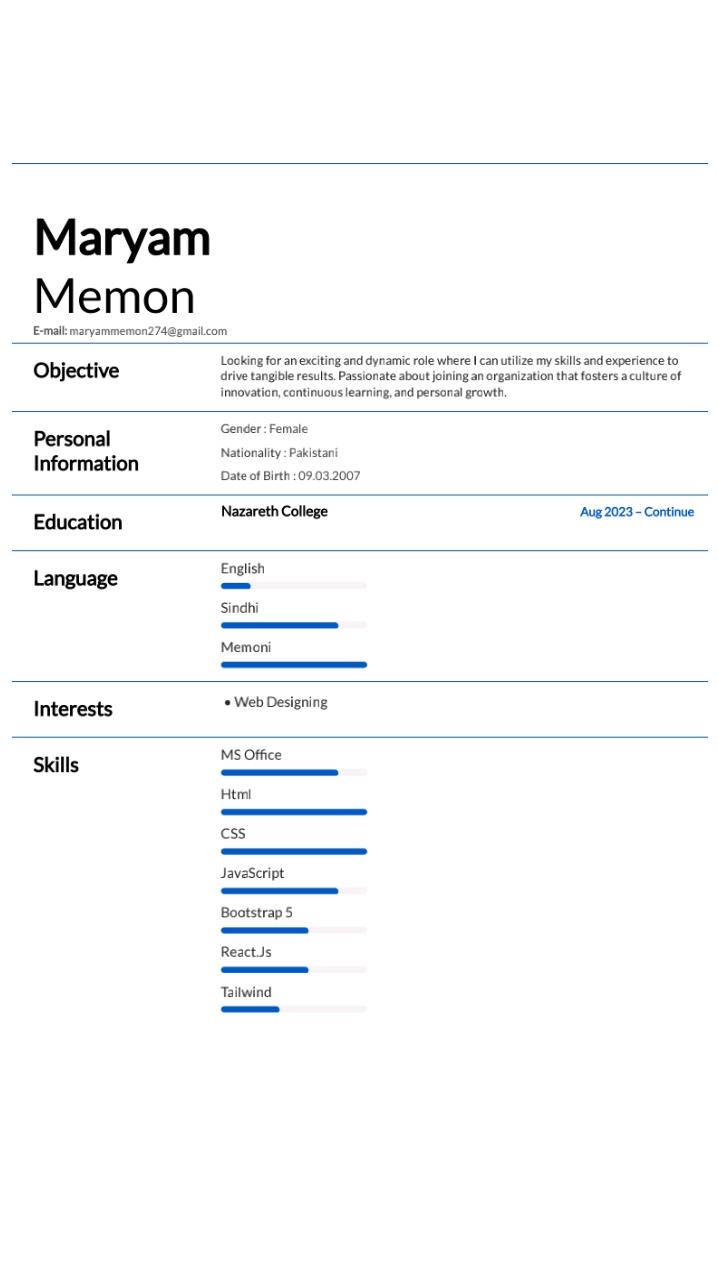 Maryam
Memon
E-mail: maryammemon274@gmail.com
Objective
Looking for an exciting and dynamic role where I can utilize my skills and experience to
drive tangible results. Passionate about joining an organization that fosters a culture of
innovation, continuous learning, and personal growth.
Personal
Information
Gender : Female
Nationality : Pakistani
Date of Birth : 09.03.2007
Education
Nazareth College
Aug 2023 – Continue
Language
English
Sindhi
Memoni
Interests
• Web Designing
Skills
MS Office
Html
CSS
JavaScript
Bootstrap 5
React.Js
Tailwind